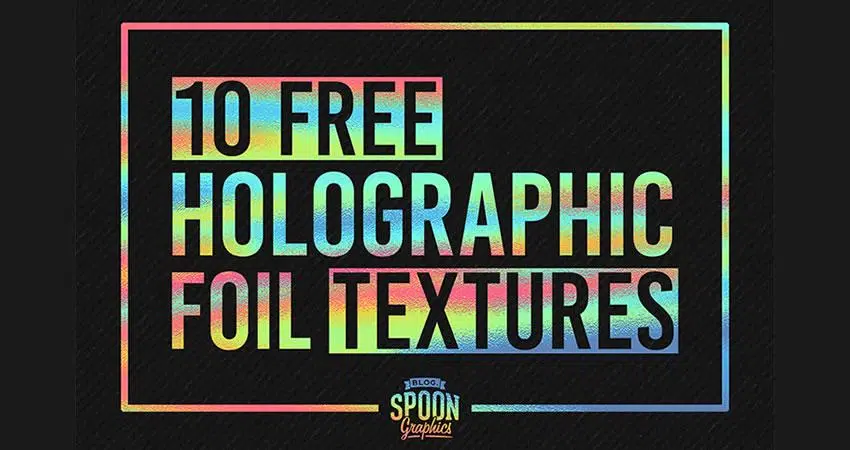 10 FREE
HOLOGRAPHIC
FOIL TEXTURES
BLOG.
SPOON
Graphics